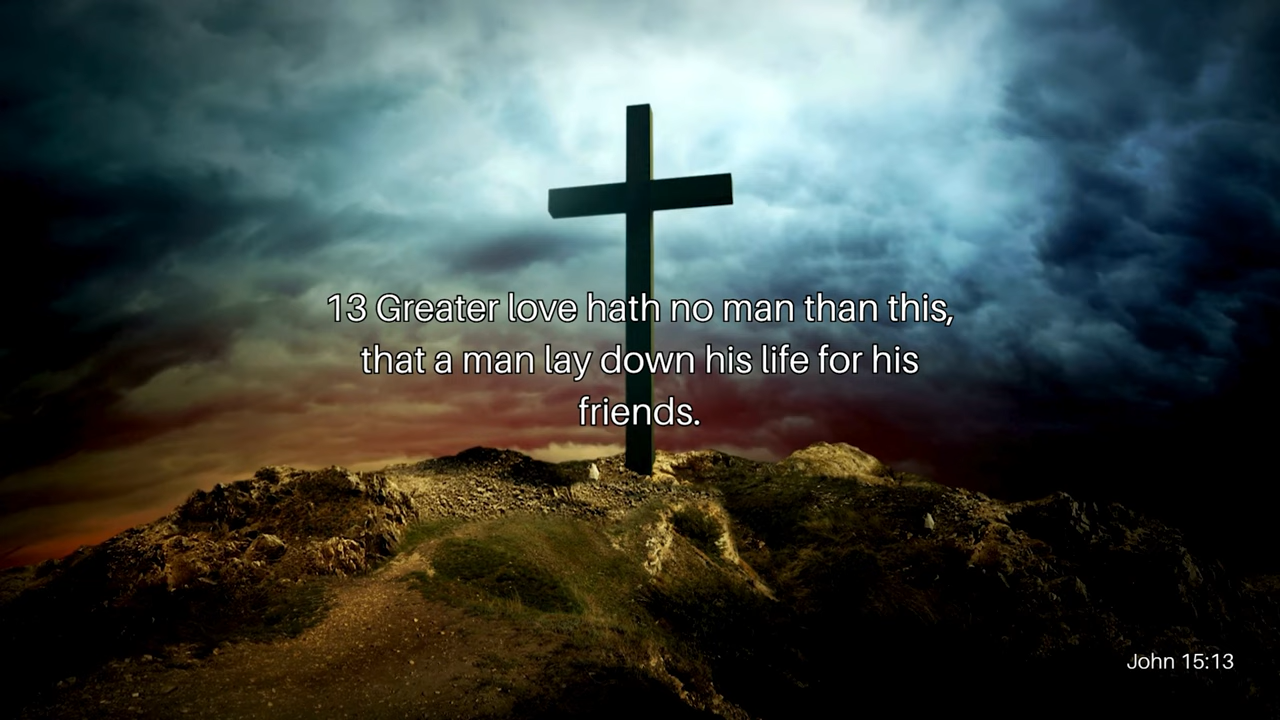 13 Greater love hath no man than this,
that a man lay down his life for his
friends.
John 15:13